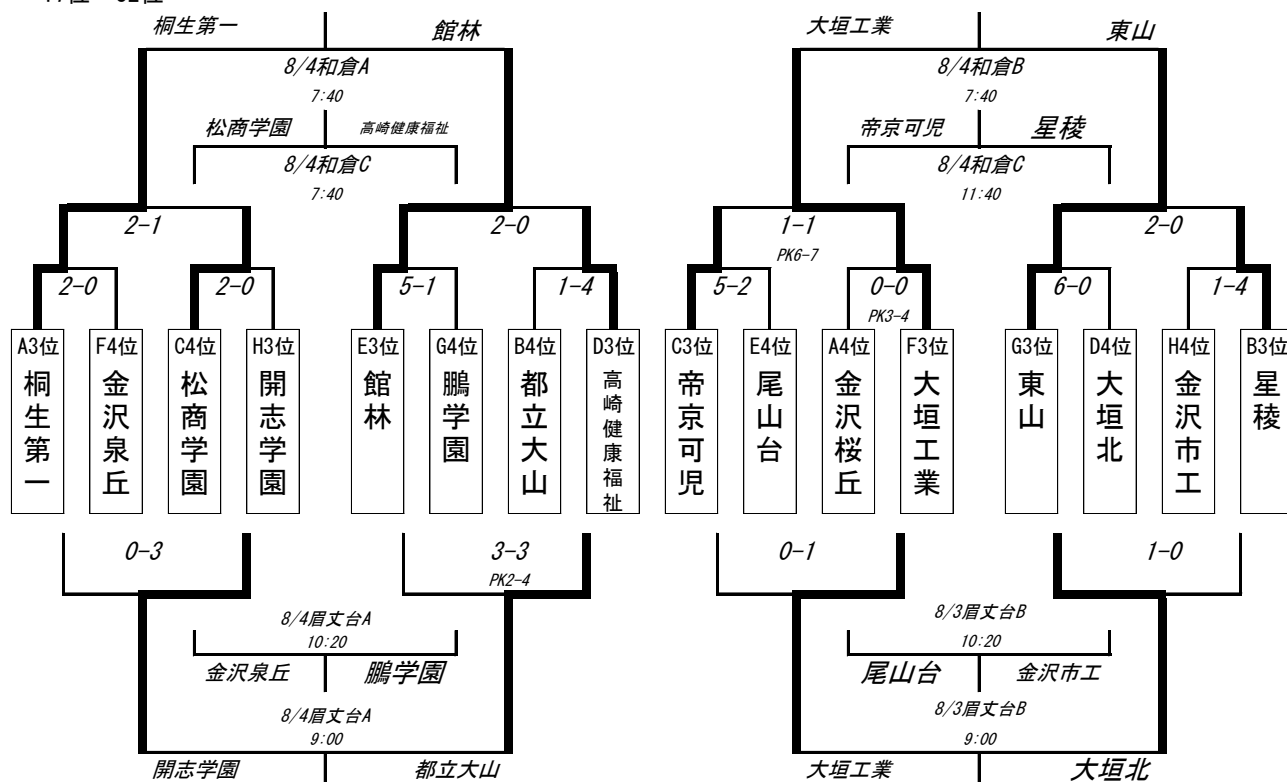 桐生第一 館林 大垣工業 東山
8/4和倉A 8/4和倉B
7:40 7:40
松商学園 高崎健康福祉 帝京可児 星稜
8/4和倉C 8/4和倉C
7:40 11:40
2-1 2-0 1-1 2-0
PK6-7
2-0 2-0 5-1 1-4 5-2 0-0 6-0 1-4
PK3-4
A3位 F4位 C4位 H3位 E3位 G4位 B4位 D3位 C3位 E4位 A4位 F3位 G3位 D4位 H4位 B3位
桐生第一 金沢泉丘 松商学園 開志学園 館林 鵬学園 都立大山 高崎健康福祉 帝京可児 尾山台 金沢桜丘 大垣工業 東山 大垣北 金沢市工 星稜
0-3 3-3 0-1 1-0
PK2-4
8/4眉丈台A 8/3眉丈台B
10:20 10:20
金沢泉丘 鵬学園 尾山台 金沢市工
8/4眉丈台A 8/3眉丈台B
9:00 9:00
開志学園 都立大山 大垣工業 大垣北